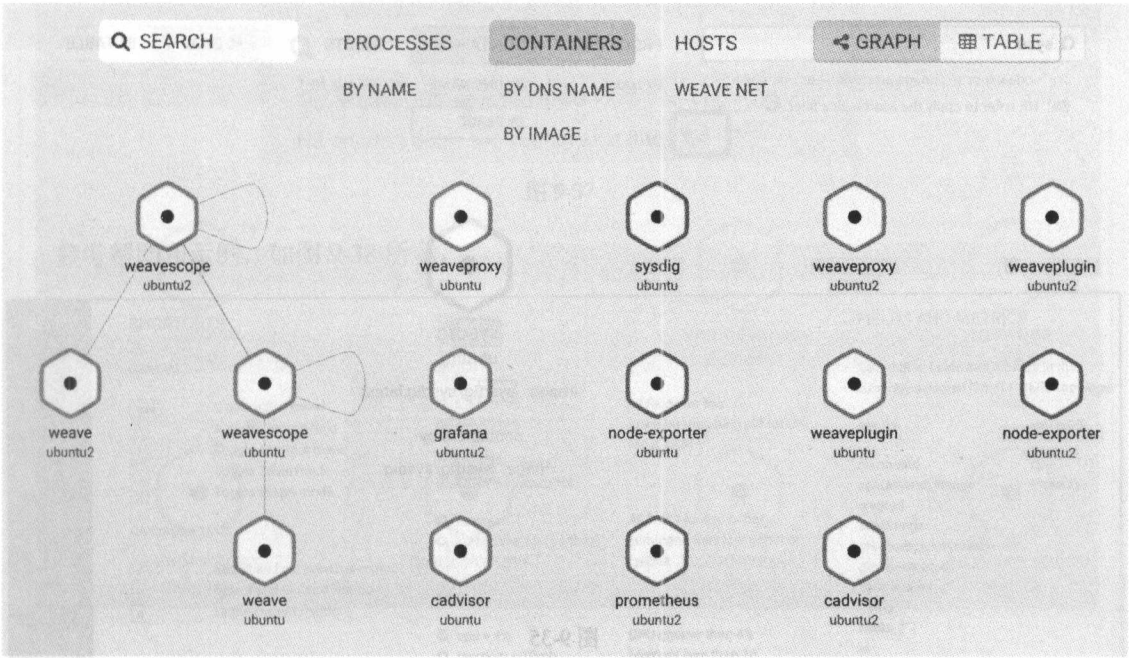 SEARCH
PROCESSES
CONTAINERS
HOSTS
GRAPH
TABLE
BY NAME
BY DNS NAME
WEAVE NET
BY IMAGE
weavescope
ubuntu2
weaveproxy
ubuntu
sysdig
ubuntu
weaveproxy
ubuntu2
weaveplugin
ubuntu2
weave
ubuntu2
weavescope
ubuntu
grafana
ubuntu2
node-exporter
ubuntu
weaveplugin
ubuntu
node-exporter
ubuntu2
weave
ubuntu
cadvisor
ubuntu
prometheus
ubuntu2
cadvisor
ubuntu2